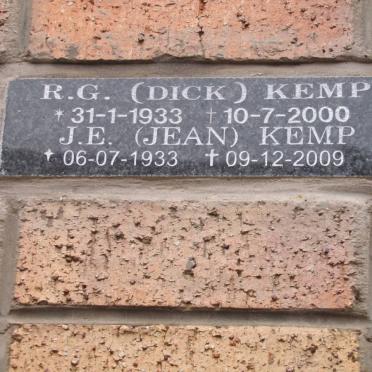 R.G. (DICK) KEMP
* 31-1-1933 † 10-7-2000
J.E. (JEAN) KEMP
* 06-07-1933 † 09-12-2009